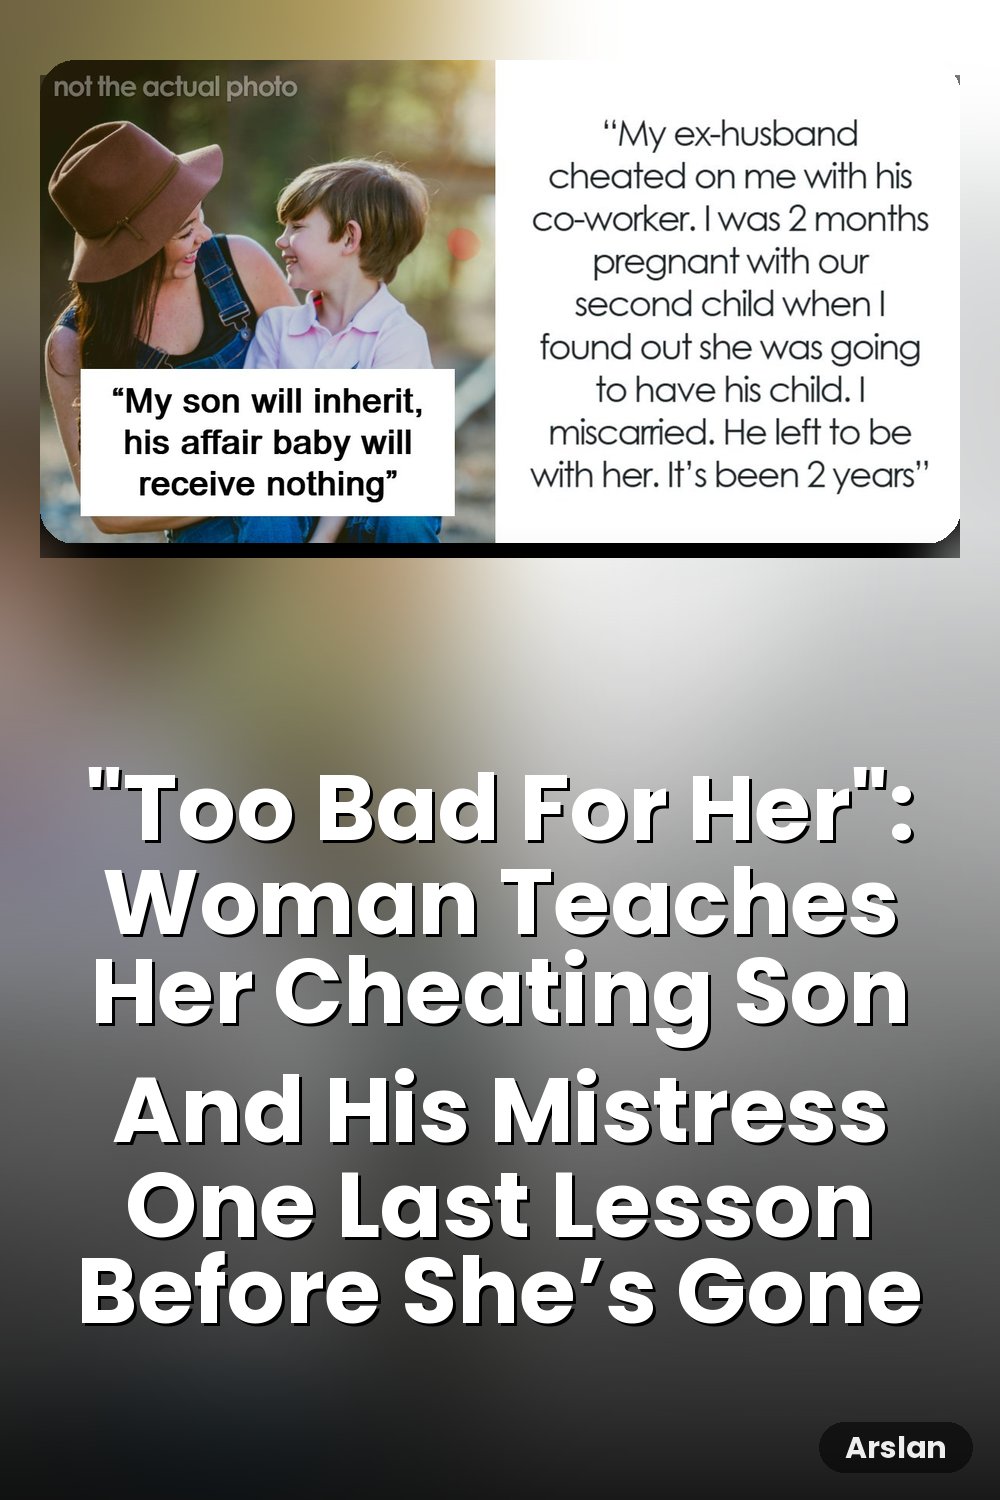 not the actual photo
“My son will inherit,
his affair baby will
receive nothing”
“My ex-husband
cheated on me with his
co-worker. I was 2 months
pregnant with our
second child when I
found out she was going
to have his child. I
miscarried. He left to be
with her. It’s been 2 years”
"Too Bad For Her":
Woman Teaches
Her Cheating Son
And His Mistress
One Last Lesson
Before She’s Gone
Arslan